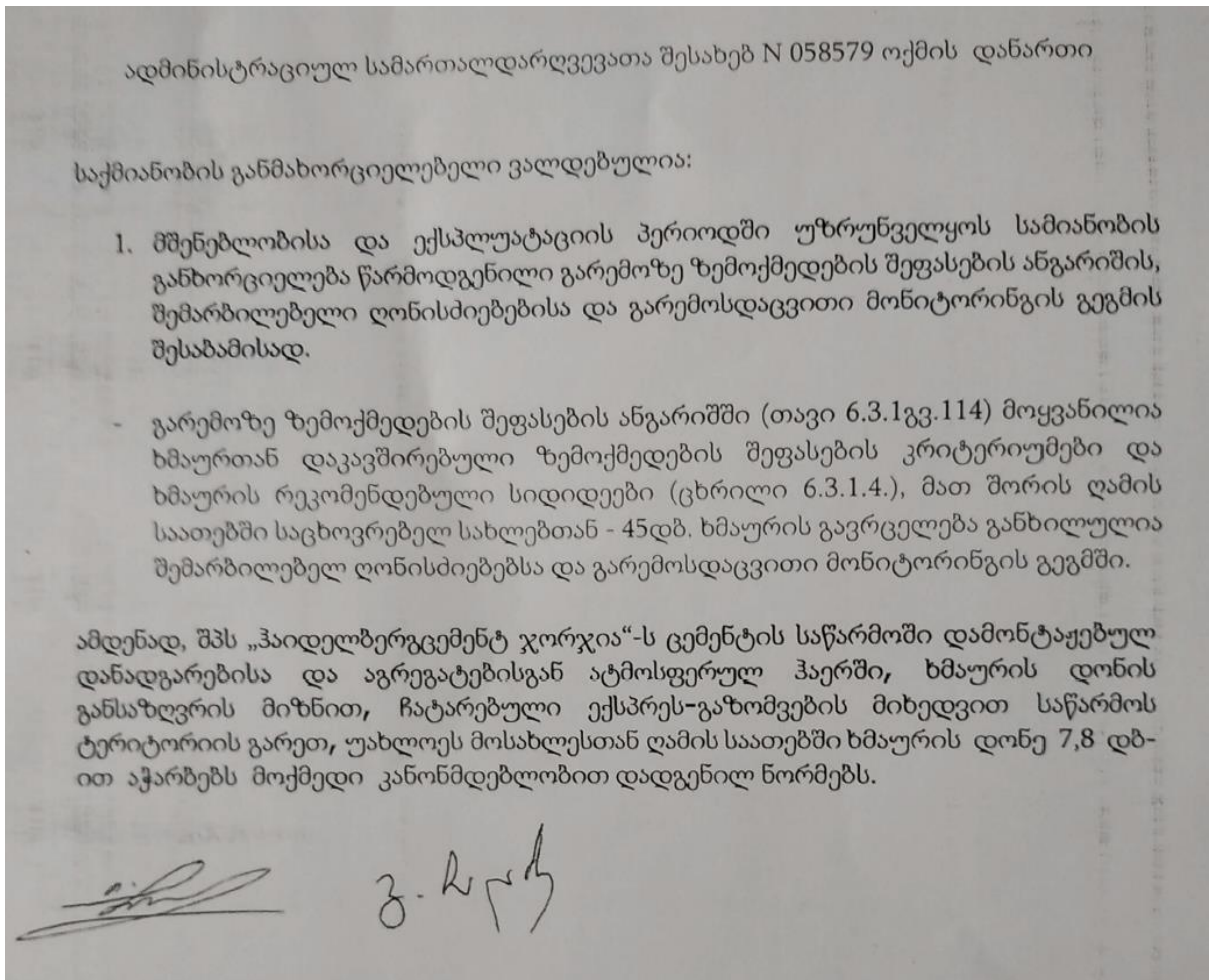 ადმინისტრაციულ სამართალდარღვევათა შესახებ N 058579 ოქმის დანართი
საქმიანობის განმახორციელებელი ვალდებულია:
1. მშენებლობისა და ექსპლუატაციის პერიოდში უზრუნველყოს სამიანობის
განხორციელება წარმოდგენილი გარემოზე ზემოქმედების შეფასების ანგარიშის,
შემარბილებელი ღონისძიებებისა და გარემოსდაცვითი მონიტორინგის გეგმის
შესაბამისად.
- გარემოზე ზემოქმედების შეფასების ანგარიშში (თავი 6.3.1გვ.114) მოყვანილია
ხმაურთან დაკავშირებული ზემოქმედების შეფასების კრიტერიუმები და
ხმაურის რეკომენდებული სიდიდეები (ცხრილი 6.3.1.4.), მათ შორის ღამის
საათებში საცხოვრებელ სახლებთან - 45დბ. ხმაურის გავრცელება განხილულია
შემარბილებელ ღონისძიებებსა და გარემოსდაცვითი მონიტორინგის გეგმში.
ამდენად, შპს „ჰაიდელბერგცემენტ ჯორჯია“-ს ცემენტის საწარმოში დამონტაჟებულ
დანადგარებისა და აგრეგატებისგან ატმოსფერულ ჰაერში, ხმაურის დონის
განსაზღვრის მიზნით, ჩატარებული ექსპრეს-გაზომვების მიხედვით საწარმოს
ტერიტორიის გარეთ, უახლოეს მოსახლესთან ღამის საათებში ხმაურის დონე 7,8 დბ-
ით აჭარბებს მოქმედი კანონმდებლობით დადგენილ ნორმებს.